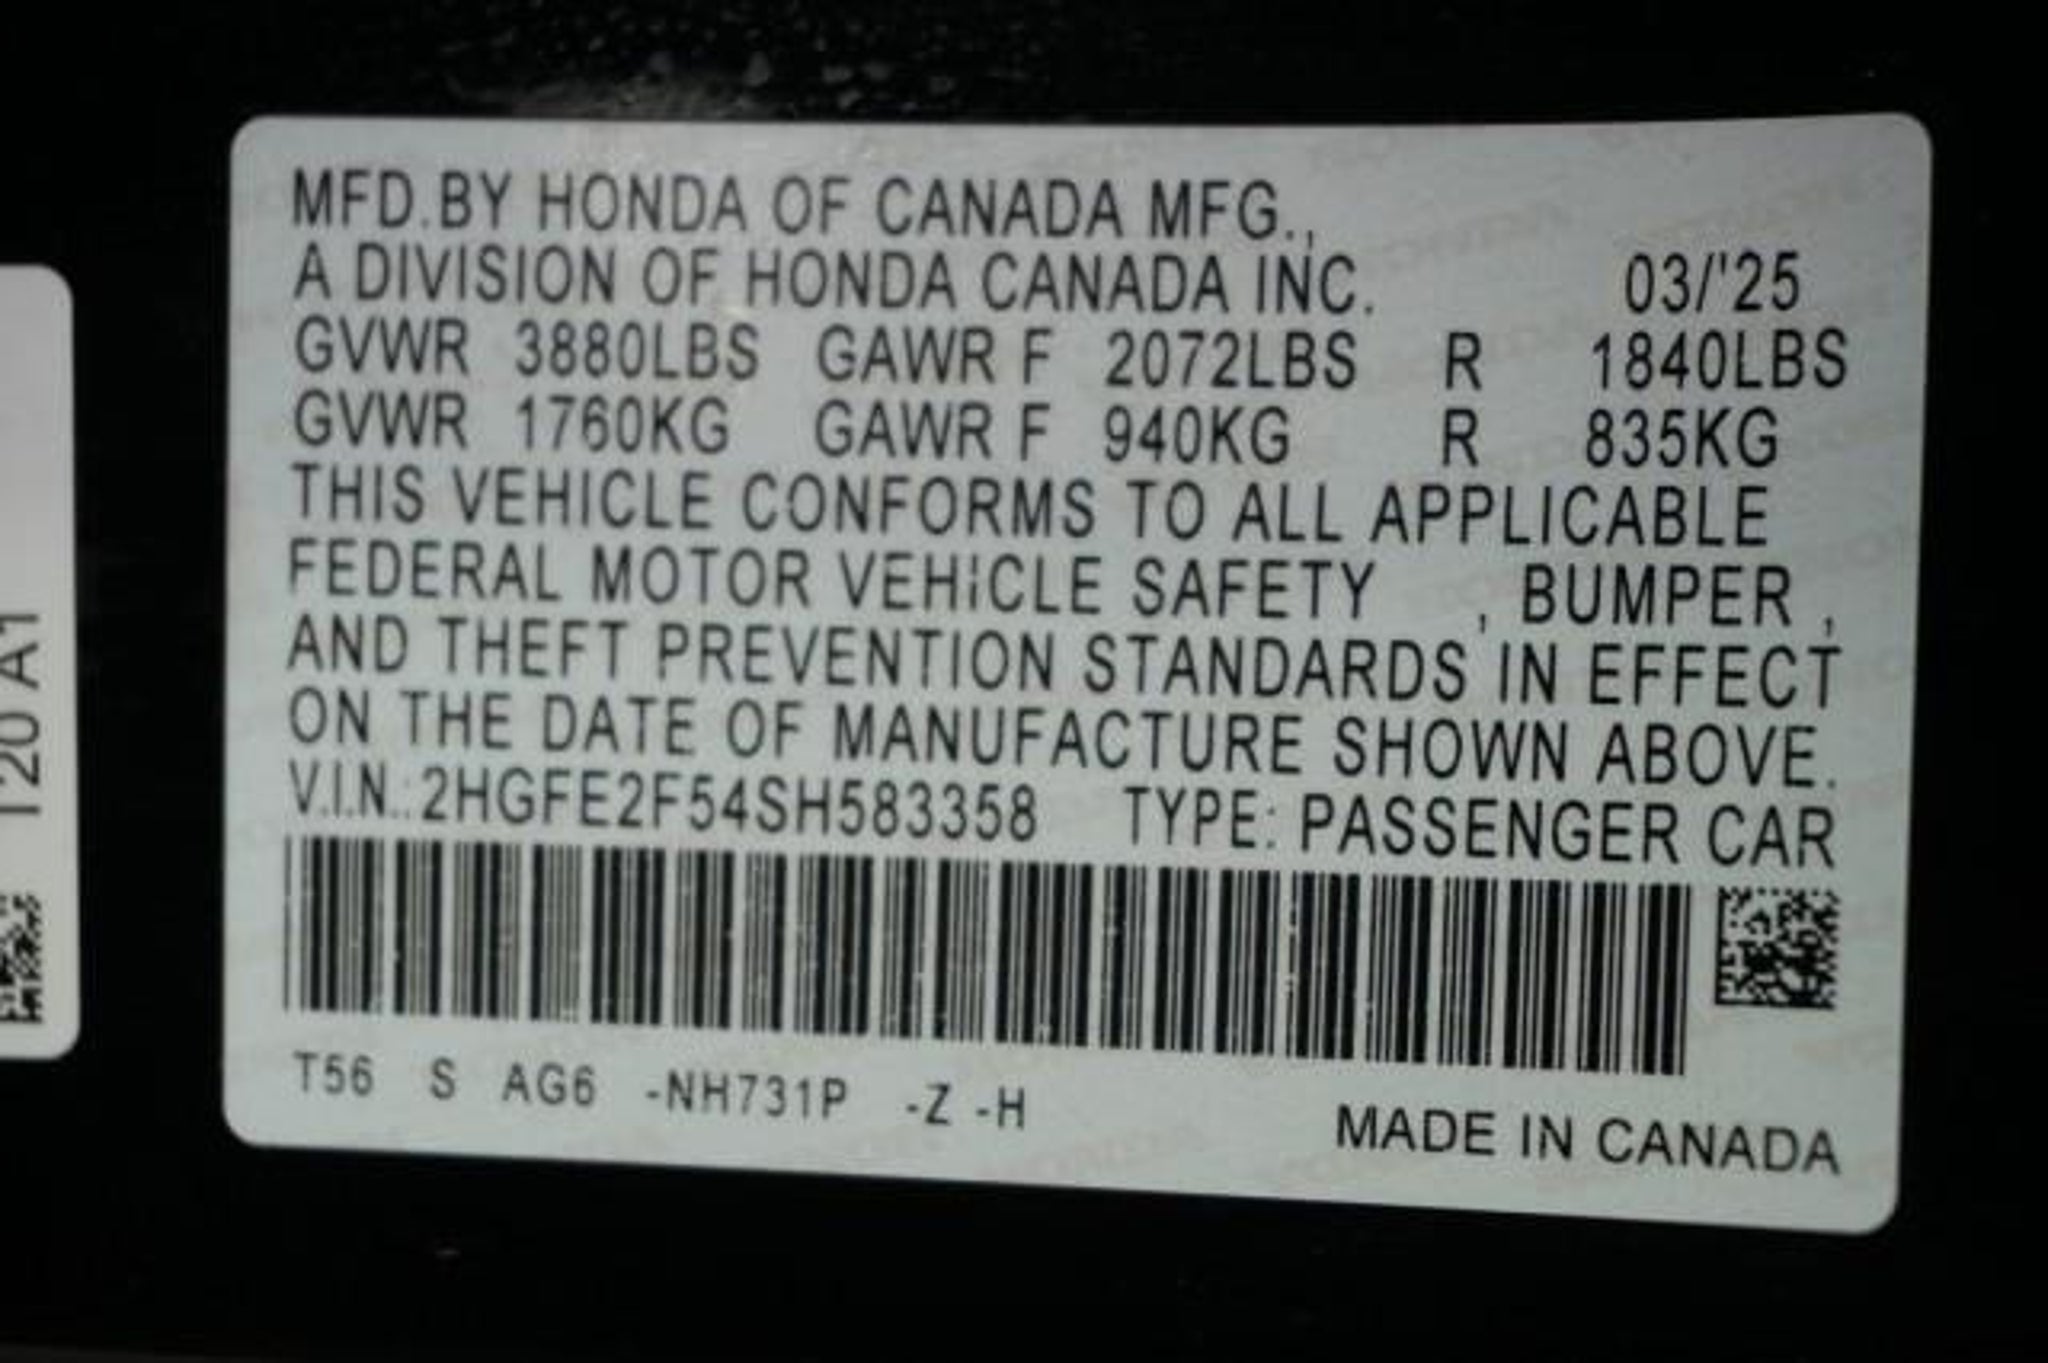 MFD.BY HONDA OF CANADA MFG.,
A DIVISION OF HONDA CANADA INC. 03/'25
GVWR 3880LBS GAWR F 2072LBS R 1840LBS
GVWR 1760KG GAWR F 940KG R 835KG
THIS VEHICLE CONFORMS TO ALL APPLICABLE
FEDERAL MOTOR VEHICLE SAFETY , BUMPER ,
AND THEFT PREVENTION STANDARDS IN EFFECT
ON THE DATE OF MANUFACTURE SHOWN ABOVE.
V.I.N.:2HGFE2F54SH583358 TYPE: PASSENGER CAR
T56 S AG6 -NH731P -Z -H
MADE IN CANADA
A1